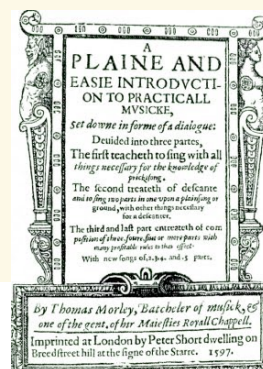 A
PLAINE AND
EASIE INTRODVCTI-
ON TO PRACTICALL
MVSICKE,
Set downe in forme of a dialogue:
Deuided into three partes,
The first teacheth to sing with all
things necessary for the knowledge of
pricktsong.
The second treateth of descante
and to sing two parts in one vpon a plainsong or
ground, with other things necessary
for a descanter.
The third and last part entreateth of com-
position of three, foure, fiue or more parts with
many profitable rules to that effect.
With new songs of, 2. 3. 4. and .5 parts.
By Thomas Morley, Batcheler of musick, &
one of the gent. of hir Maiesties Royall Chappell.
Imprinted at London by Peter Short dwelling on
Breedstreet hill at the signe of the Starre. 1597.